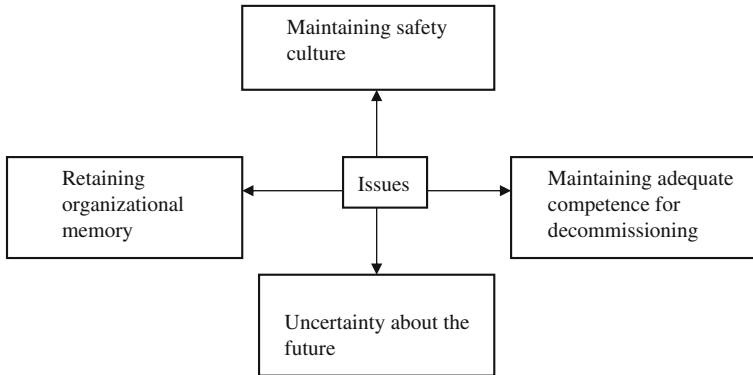 Maintaining safety
culture
Retaining
organizational
memory
Issues
Maintaining adequate
competence for
decommissioning
Uncertainty about the
future